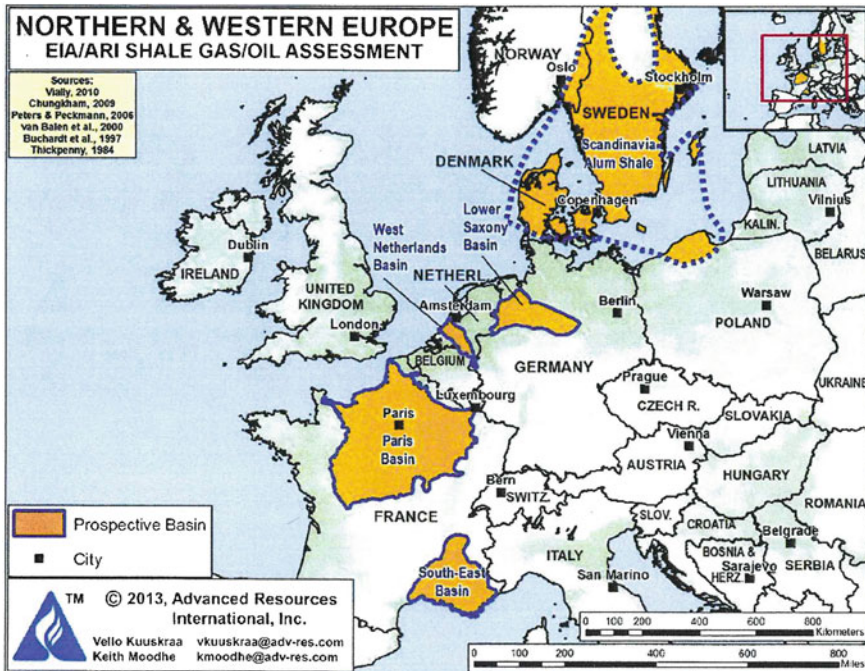 NORTHERN & WESTERN EUROPE
EIA/ARI SHALE GAS/OIL ASSESSMENT
Sources:
Vially, 2010
Chungkham, 2009
Peters & Peckmann, 2006
van Balen et al., 2000
Buchardt et al., 1997
Thickpenny, 1984
NORWAY
Oslo
Stockholm
SWEDEN
Scandinavia
Alum Shale
DENMARK
Copenhagen
LATVIA
LITHUANIA
Vilnius
KALIN.
BELARUS
West
Netherlands
Basin
Lower
Saxony
Basin
Dublin
IRELAND
UNITED
KINGDOM
London
NETHERL.
Amsterdam
BELGIUM
Luxembourg
Berlin
GERMANY
Warsaw
POLAND
UKRAINE
Prague
CZECH R.
SLOVAKIA
Vienna
AUSTRIA
HUNGARY
ROMANIA
Paris
Paris
Basin
Bern
SWITZ.
FRANCE
SLOV.
CROATIA
Belgrade
BOSNIA &
HERZ.
Sarajevo
SERBIA
ITALY
San Marino
South-East
Basin
Prospective Basin
City
TM
© 2013, Advanced Resources
International, Inc.
Vello Kuuskraa vkuuskraa@adv-res.com
Keith Moodhe kmoodhe@adv-res.com
0 100 200 400 600 800
Kilometers
0 100 200 400 600 800
Miles